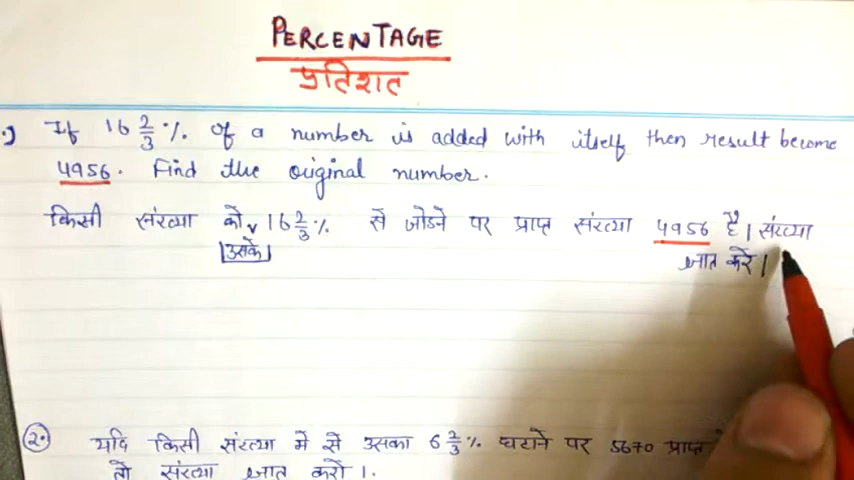 PERCENTAGE
प्रतिशत
If 16 2/3 % of a number is added with itself then result become
4956. Find the original number.
किसी संख्या को 16 2/3 % से जोडने पर प्राप्त संख्या 4956 है। संख्या
उसके
ज्ञात करें।
2. यदि किसी संख्या में से उसका 6 2/3 % घटाने पर 5670 प्राप्त
तो संख्या ज्ञात करो।.